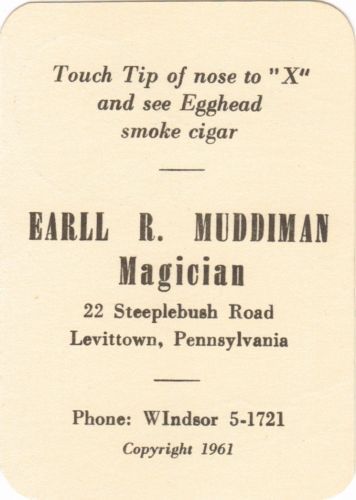 Touch Tip of nose to "X"
and see Egghead
smoke cigar
EARLL R. MUDDIMAN
Magician
22 Steeplebush Road
Levittown, Pennsylvania
Phone: WIndsor 5-1721
Copyright 1961